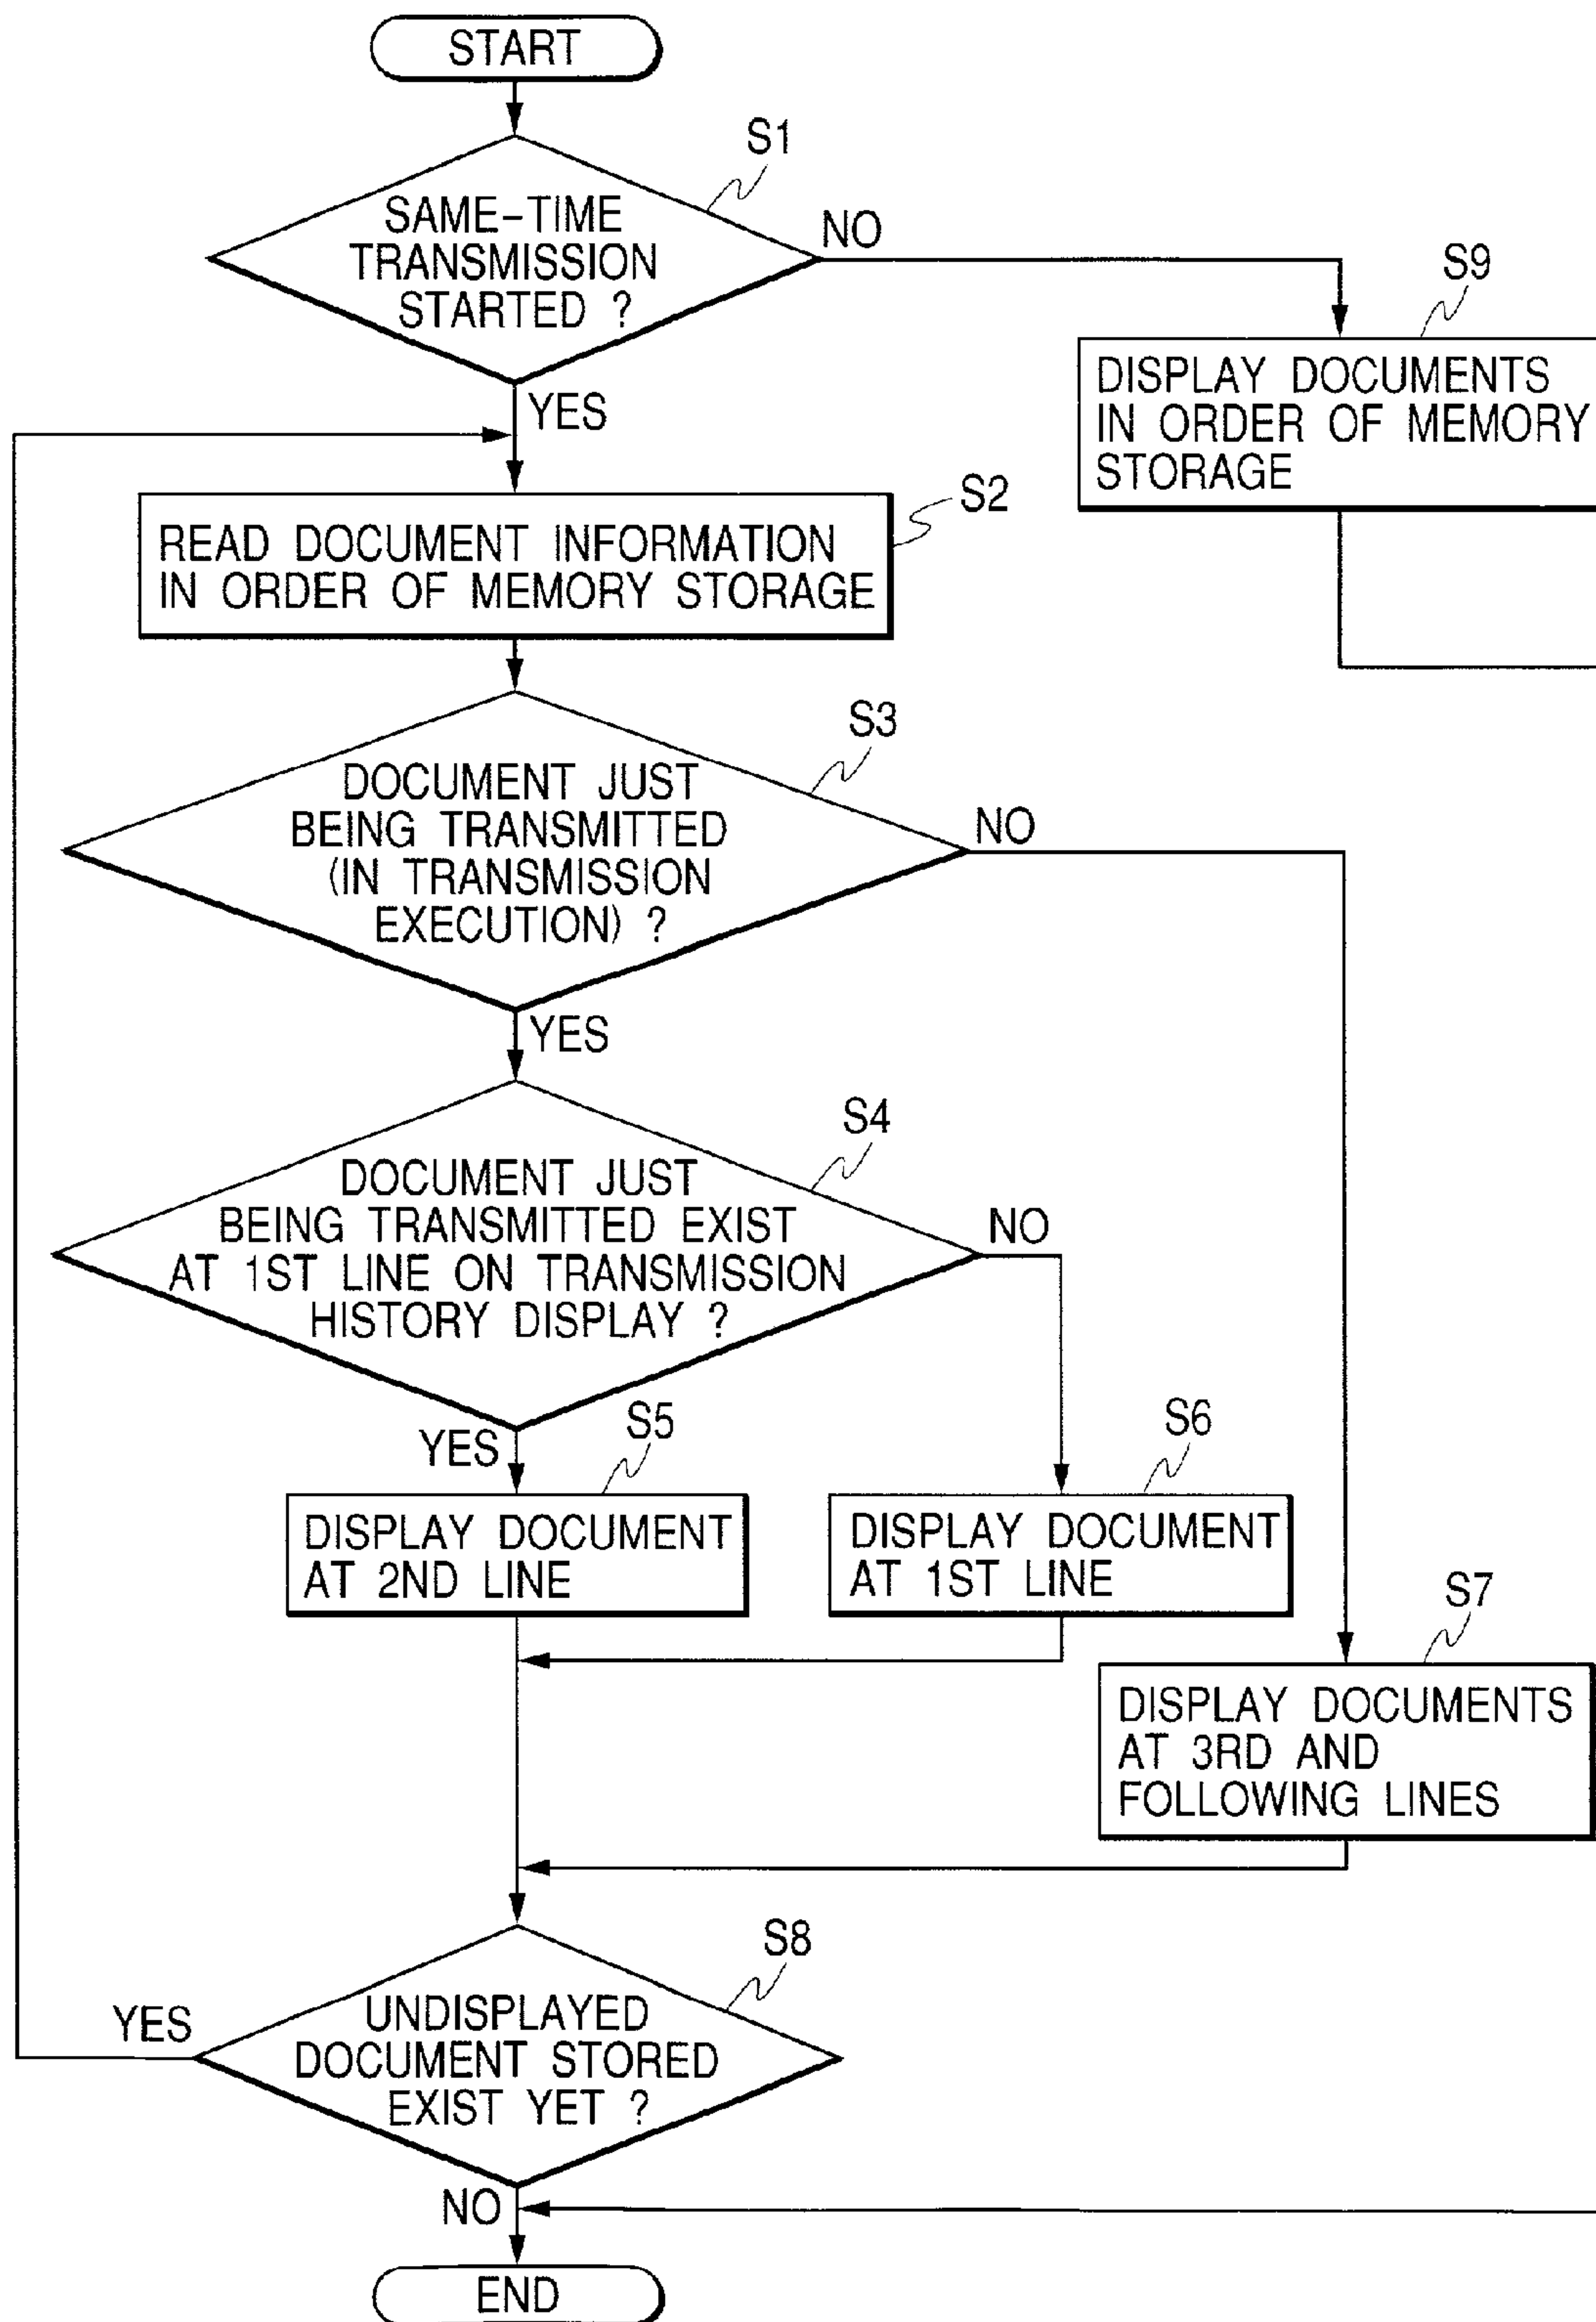 START
S1
SAME-TIME
TRANSMISSION
STARTED ?
NO
YES
S9
DISPLAY DOCUMENTS
IN ORDER OF MEMORY
STORAGE
S2
READ DOCUMENT INFORMATION
IN ORDER OF MEMORY STORAGE
S3
DOCUMENT JUST
BEING TRANSMITTED
(IN TRANSMISSION
EXECUTION) ?
NO
YES
S4
DOCUMENT JUST
BEING TRANSMITTED EXIST
AT 1ST LINE ON TRANSMISSION
HISTORY DISPLAY ?
NO
YES
S5
DISPLAY DOCUMENT
AT 2ND LINE
S6
DISPLAY DOCUMENT
AT 1ST LINE
S7
DISPLAY DOCUMENTS
AT 3RD AND
FOLLOWING LINES
S8
UNDISPLAYED
DOCUMENT STORED
EXIST YET ?
YES
NO
END